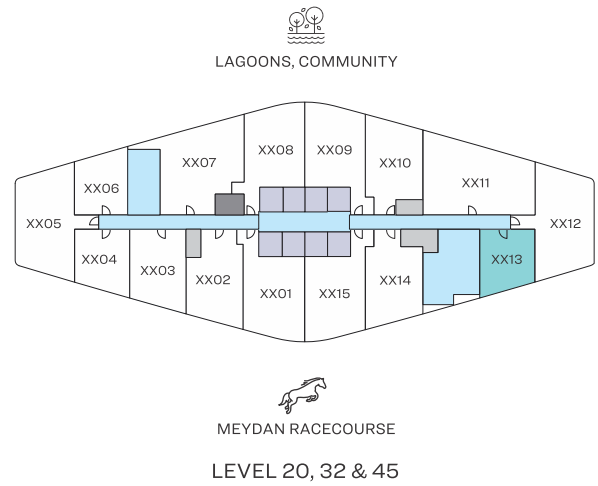 LAGOONS, COMMUNITY
XX08
XX09
XX07
XX10
XX06
XX11
XX05
XX12
XX04
XX03
XX02
XX01
XX15
XX14
XX13
MEYDAN RACECOURSE
LEVEL 20, 32 & 45